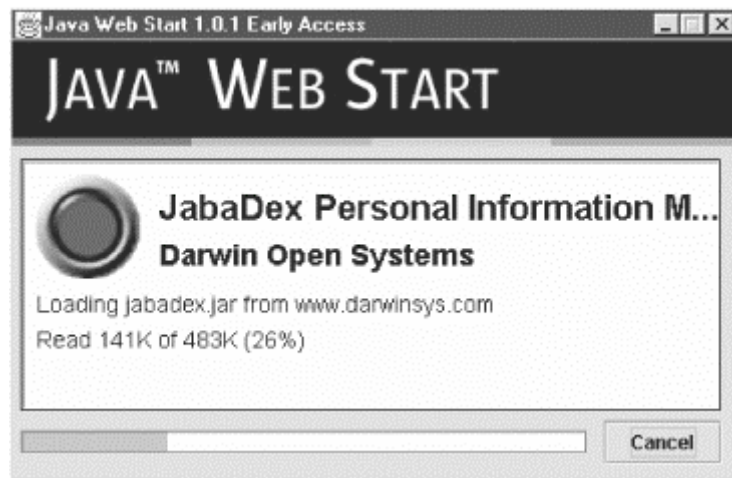 Java Web Start 1.0.1 Early Access
JAVA™ WEB START
JabaDex Personal Information M...
Darwin Open Systems
Loading jabadex.jar from www.darwinsys.com
Read 141K of 483K (26%)
Cancel